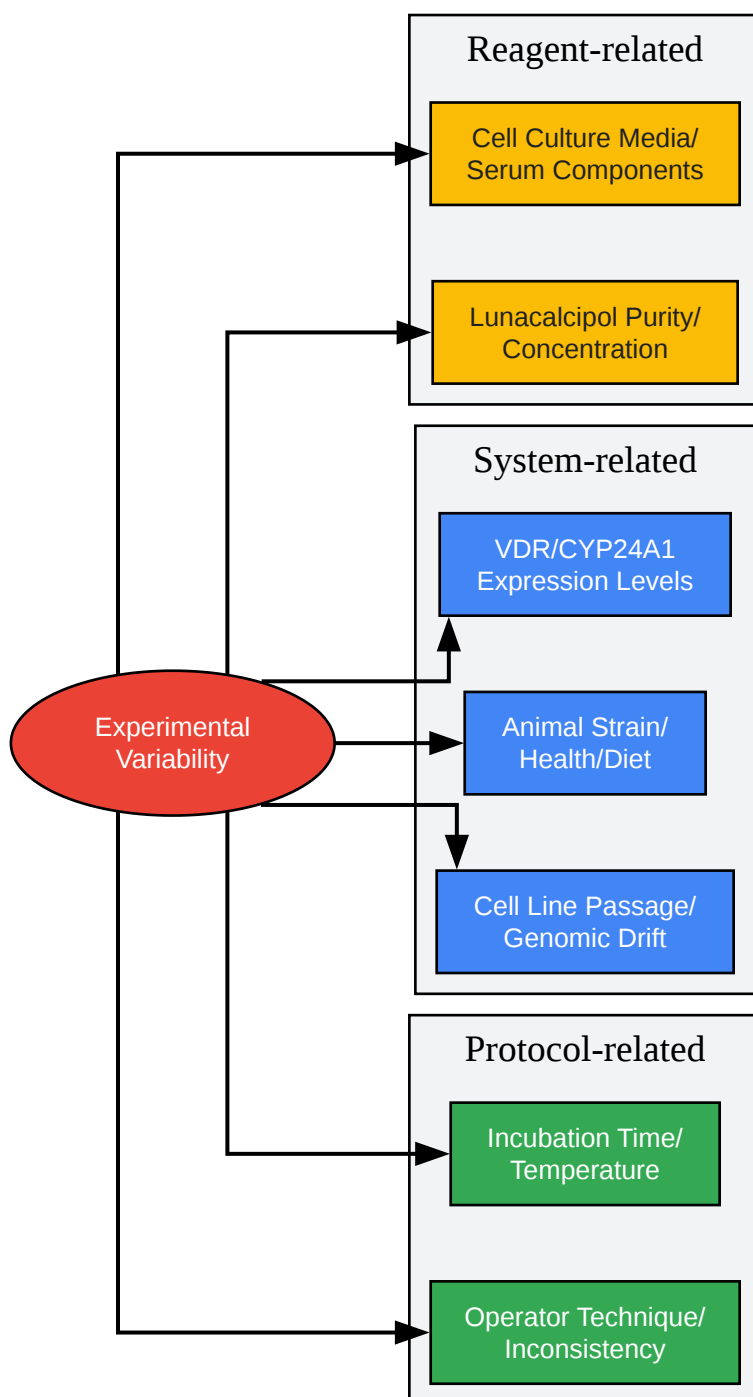 Reagent-related
Cell Culture Media/
Serum Components
Lunacalcipol Purity/
Concentration
System-related
VDR/CYP24A1
Expression Levels
Experimental
Variability
Animal Strain/
Health/Diet
Cell Line Passage/
Genomic Drift
Protocol-related
Incubation Time/
Temperature
Operator Technique/
Inconsistency